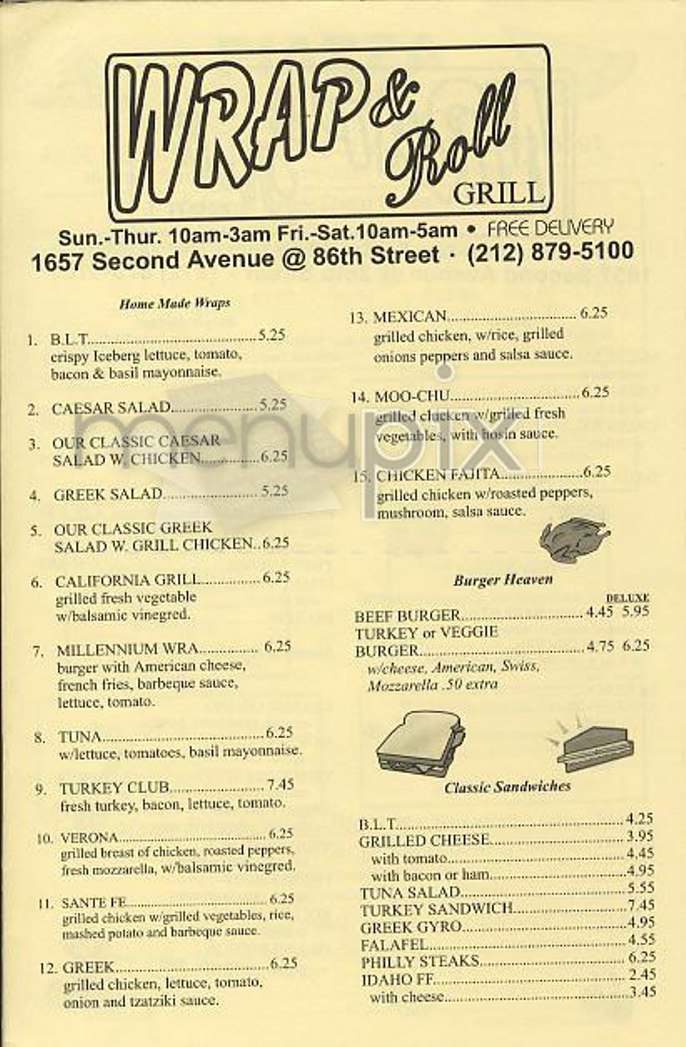 WRAP &
Roll
GRILL
Sun.-Thur. 10am-3am Fri.-Sat.10am-5am • FREE DELIVERY
1657 Second Avenue @ 86th Street · (212) 879-5100
Home Made Wraps
1. B.L.T. 5.25
crispy Iceberg lettuce, tomato,
bacon & basil mayonnaise.
2. CAESAR SALAD 5.25
3. OUR CLASSIC CAESAR
SALAD W. CHICKEN 6.25
4. GREEK SALAD 5.25
5. OUR CLASSIC GREEK
SALAD W. GRILL CHICKEN..6.25
6. CALIFORNIA GRILL 6.25
grilled fresh vegetable
w/balsamic vinegred.
7. MILLENNIUM WRA 6.25
burger with American cheese,
french fries, barbeque sauce,
lettuce, tomato.
8. TUNA 6.25
w/lettuce, tomatoes, basil mayonnaise.
9. TURKEY CLUB 7.45
fresh turkey, bacon, lettuce, tomato.
10. VERONA 6.25
grilled breast of chicken, roasted peppers,
fresh mozzarella, w/balsamic vinegred.
11. SANTE FE 6.25
grilled chicken w/grilled vegetables, rice,
mashed potato and barbeque sauce.
12. GREEK 6.25
grilled chicken, lettuce, tomato,
onion and tzatziki sauce.
13. MEXICAN 6.25
grilled chicken, w/rice, grilled
onions peppers and salsa sauce.
14. MOO-CHU 6.25
grilled chicken w/grilled fresh
vegetables, with hosin sauce.
15. CHICKEN FAJITA 6.25
grilled chicken w/roasted peppers,
mushroom, salsa sauce.
menupix
Burger Heaven
DELUXE
BEEF BURGER 4.45 5.95
TURKEY or VEGGIE
BURGER 4.75 6.25
w/cheese, American, Swiss,
Mozzarella .50 extra
Classic Sandwiches
B.L.T. 4.25
GRILLED CHEESE 3.95
with tomato 4.45
with bacon or ham 4.95
TUNA SALAD 5.55
TURKEY SANDWICH 7.45
GREEK GYRO 4.95
FALAFEL 4.55
PHILLY STEAKS 6.25
IDAHO FF 2.45
with cheese 3.45